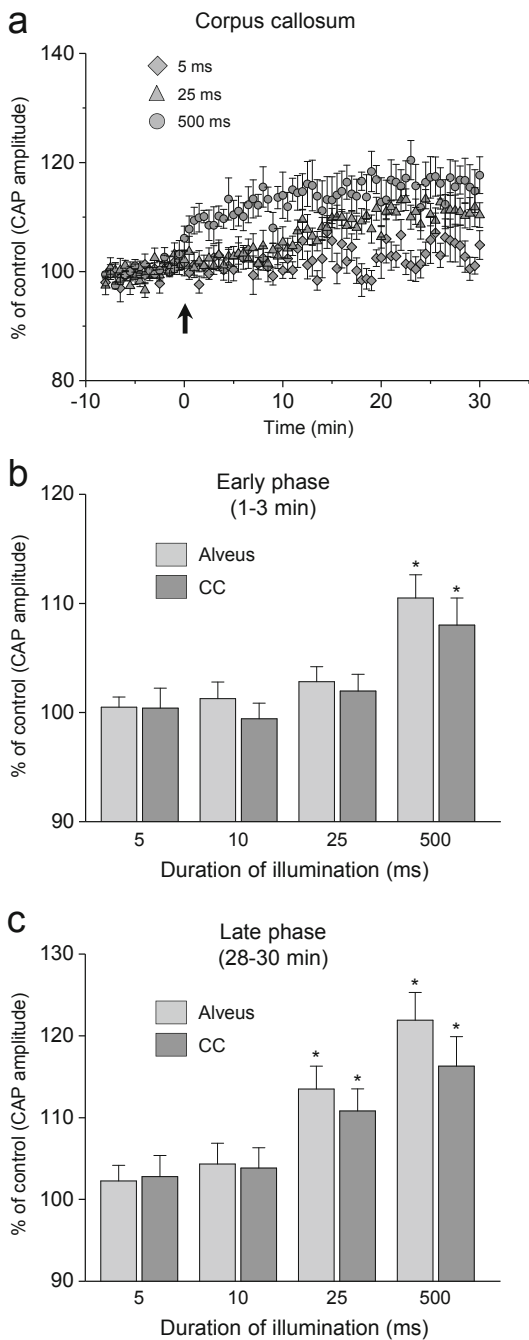 a
Corpus callosum
140
120
100
80
% of control (CAP amplitude)
5 ms
25 ms
500 ms
-10 0 10 20 30
Time (min)
b
Early phase
(1-3 min)
120
110
100
90
% of control (CAP amplitude)
Alveus
CC
* *
5 10 25 500
Duration of illumination (ms)
c
Late phase
(28-30 min)
130
120
110
100
90
% of control (CAP amplitude)
Alveus
CC
* * * *
5 10 25 500
Duration of illumination (ms)